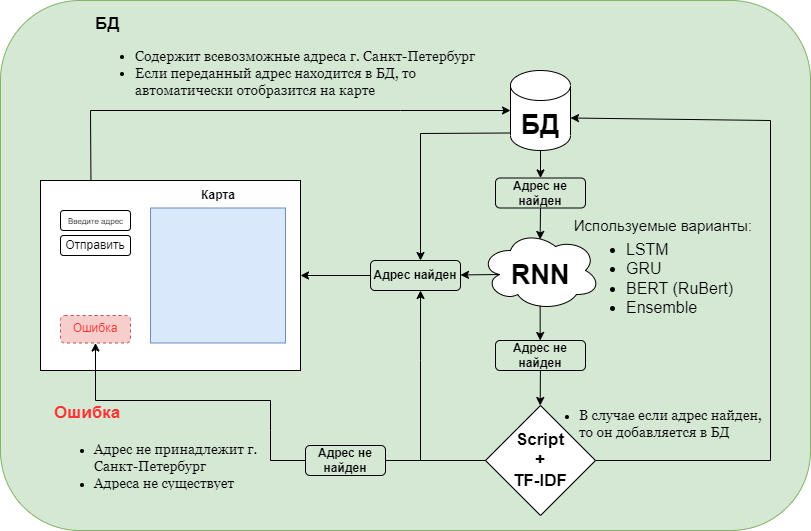 БД
Содержит всевозможные адреса г. Санкт-Петербург
Если переданный адрес находится в БД, то
автоматически отобразится на карте
БД
Адрес не
найден
Карта
Введите адрес
Отправить
Используемые варианты:
LSTM
GRU
BERT (RuBert)
Ensemble
RNN
Адрес найден
Ошибка
Адрес не
найден
Ошибка
В случае если адрес найден,
то он добавляется в БД
Script
+
TF-IDF
Адрес не
найден
Адрес не принадлежит г.
Санкт-Петербург
Адреса не существует